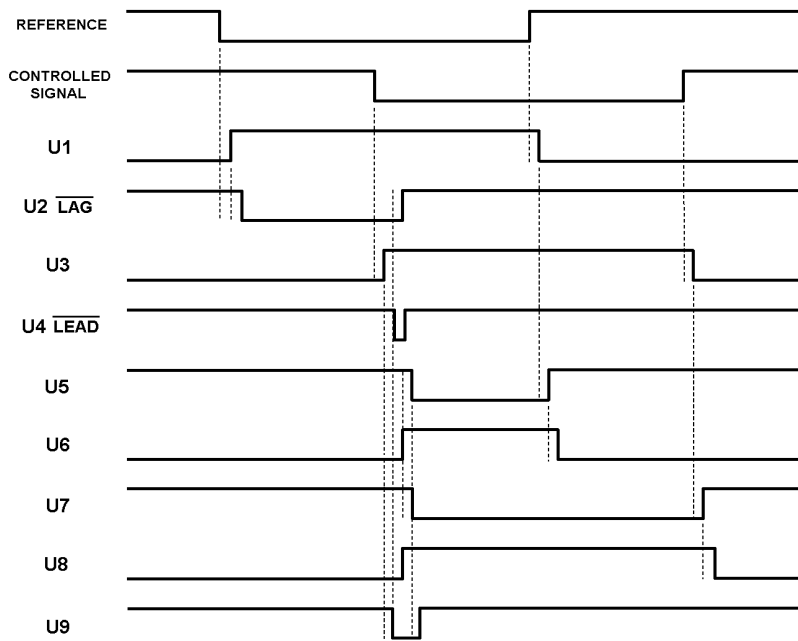 REFERENCE
CONTROLLED
SIGNAL
U1
U2 LAG
U3
U4 LEAD
U5
U6
U7
U8
U9